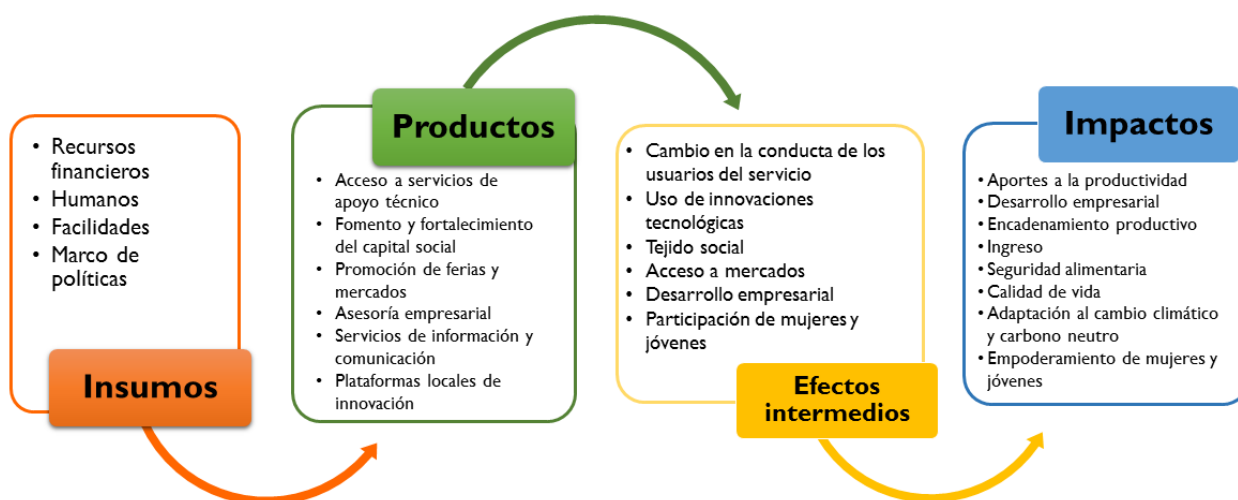 • Recursos
financieros
• Humanos
• Facilidades
• Marco de
políticas
Insumos
Productos
• Acceso a servicios de
apoyo técnico
• Fomento y fortalecimiento
del capital social
• Promoción de ferias y
mercados
• Asesoría empresarial
• Servicios de información y
comunicación
• Plataformas locales de
innovación
• Cambio en la conducta de los
usuarios del servicio
• Uso de innovaciones
tecnológicas
• Tejido social
• Acceso a mercados
• Desarrollo empresarial
• Participación de mujeres y
jóvenes
Efectos
intermedios
Impactos
• Aportes a la productividad
• Desarrollo empresarial
• Encadenamiento productivo
• Ingreso
• Seguridad alimentaria
• Calidad de vida
• Adaptación al cambio climático
y carbono neutro
• Empoderamiento de mujeres y
jóvenes